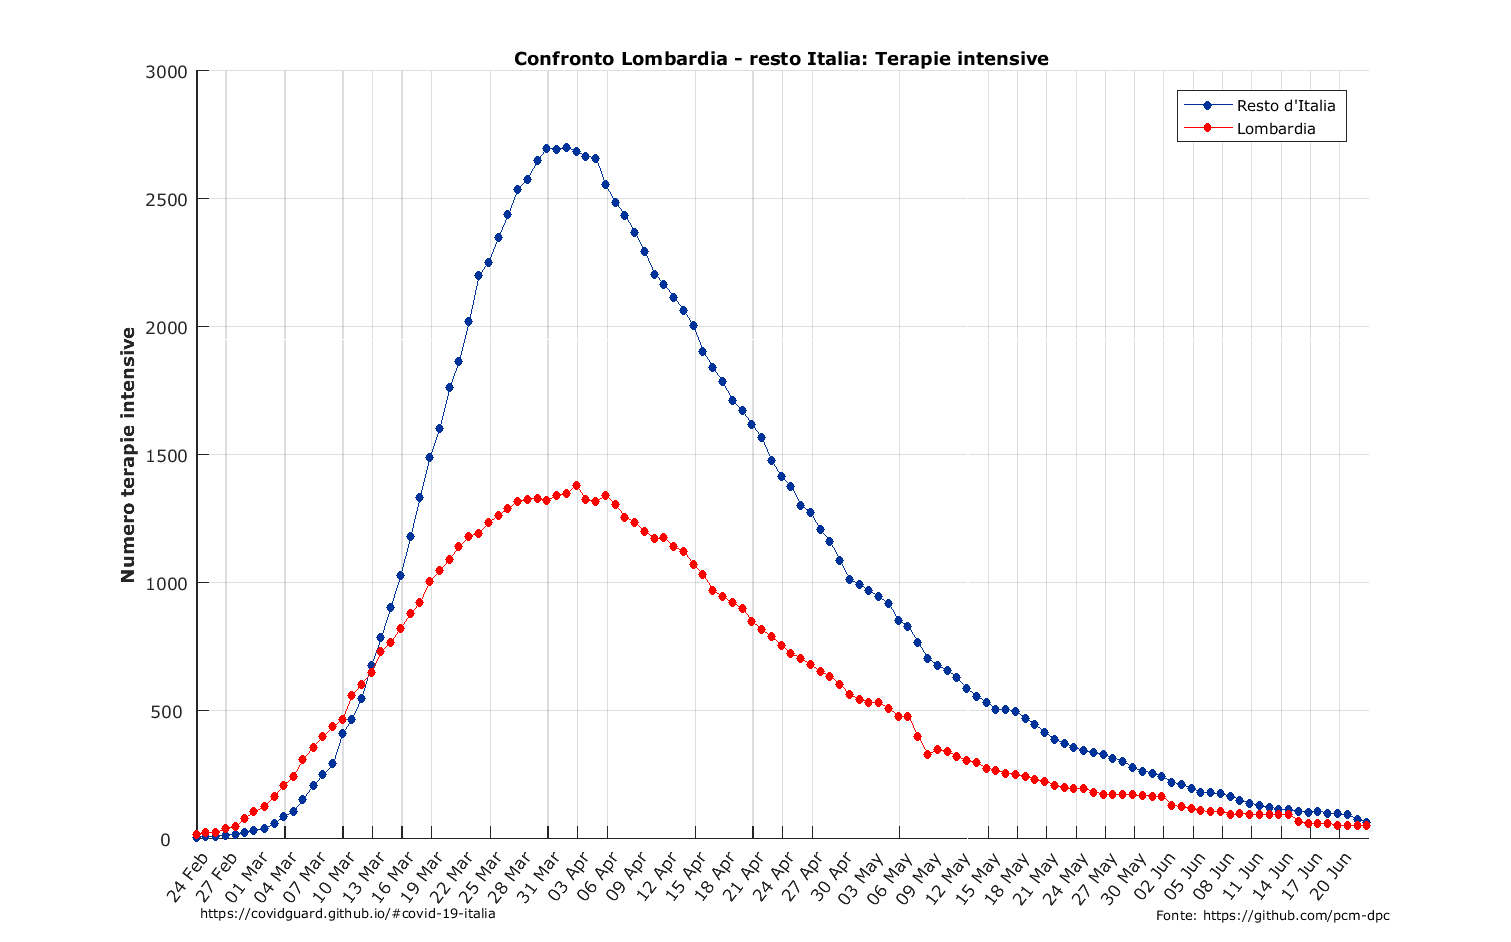 Confronto Lombardia - resto Italia: Terapie intensive
Resto d'Italia
Lombardia
Numero terapie intensive
3000
2500
2000
1500
1000
500
0
24 Feb
27 Feb
01 Mar
04 Mar
07 Mar
10 Mar
13 Mar
16 Mar
19 Mar
22 Mar
25 Mar
28 Mar
31 Mar
03 Apr
06 Apr
09 Apr
12 Apr
15 Apr
18 Apr
21 Apr
24 Apr
27 Apr
30 Apr
03 May
06 May
09 May
12 May
15 May
18 May
21 May
24 May
27 May
30 May
02 Jun
05 Jun
08 Jun
11 Jun
14 Jun
17 Jun
20 Jun
https://covidguard.github.io/#covid-19-italia
Fonte: https://github.com/pcm-dpc